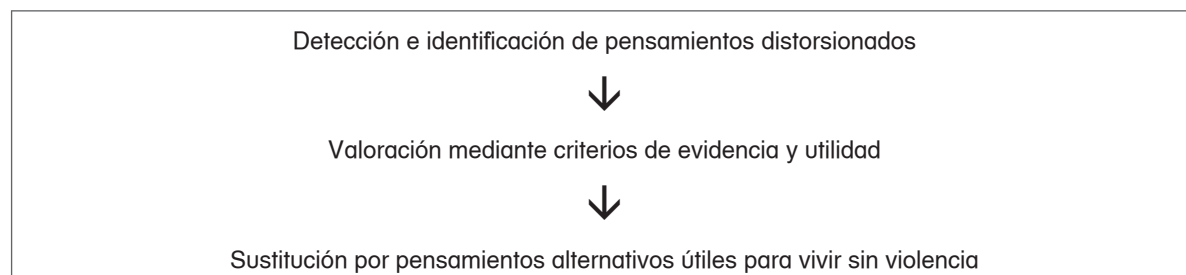 Detección e identificación de pensamientos distorsionados
↓
Valoración mediante criterios de evidencia y utilidad
↓
Sustitución por pensamientos alternativos útiles para vivir sin violencia